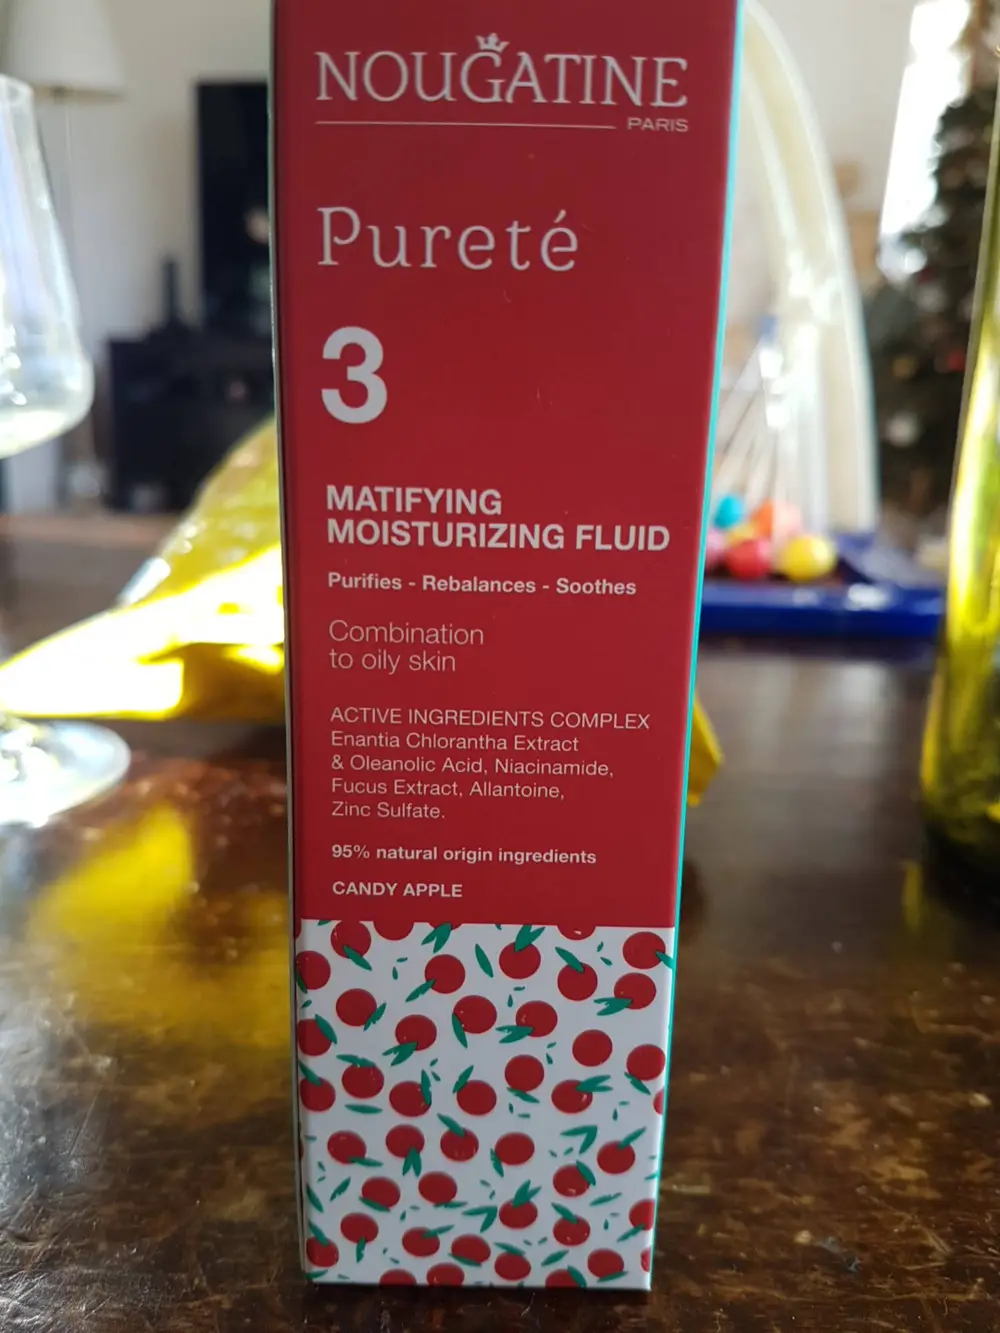 NOUGATINE
PARIS
Pureté
3
MATIFYING
MOISTURIZING FLUID
Purifies - Rebalances - Soothes
Combination
to oily skin
ACTIVE INGREDIENTS COMPLEX
Enantia Chlorantha Extract
& Oleanolic Acid, Niacinamide,
Fucus Extract, Allantoine,
Zinc Sulfate.
95% natural origin ingredients
CANDY APPLE